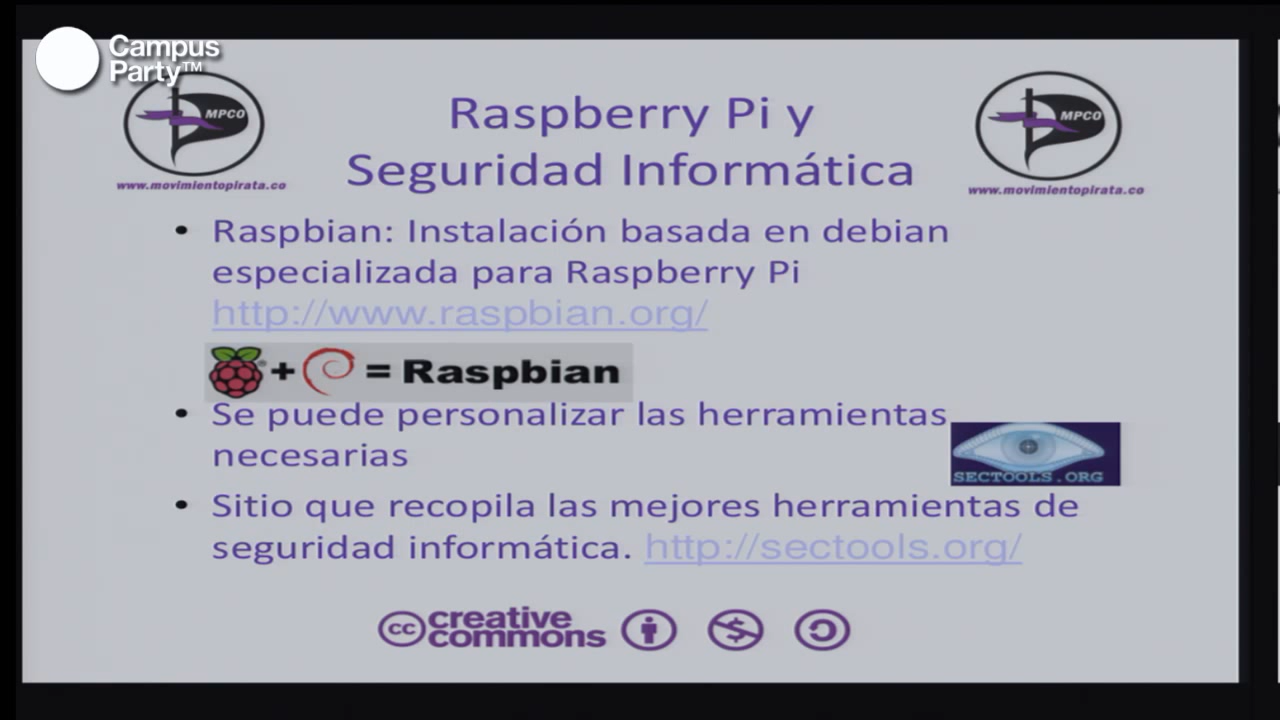 Campus
Party™
MPCO
www.movimientopirata.co
Raspberry Pi y
Seguridad Informática
MPCO
www.movimientopirata.co
• Raspbian: Instalación basada en debian
especializada para Raspberry Pi
http://www.raspbian.org/
+ = Raspbian
• Se puede personalizar las herramientas
necesarias
SECTOOLS.ORG
• Sitio que recopila las mejores herramientas de
seguridad informática. http://sectools.org/
cc creative
commons